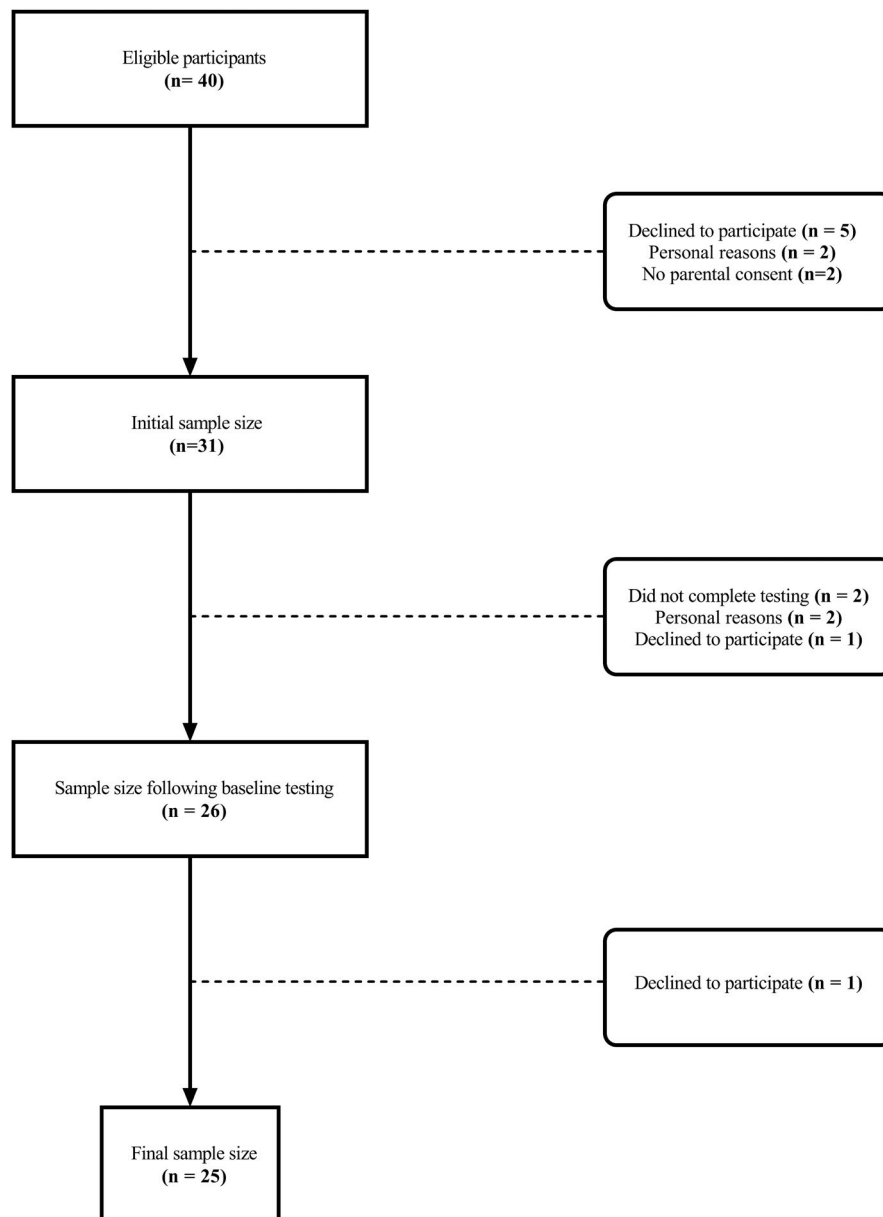 Eligible participants
(n= 40)
Declined to participate (n = 5)
Personal reasons (n = 2)
No parental consent (n=2)
Initial sample size
(n=31)
Did not complete testing (n = 2)
Personal reasons (n = 2)
Declined to participate (n = 1)
Sample size following baseline testing
(n = 26)
Declined to participate (n = 1)
Final sample size
(n = 25)